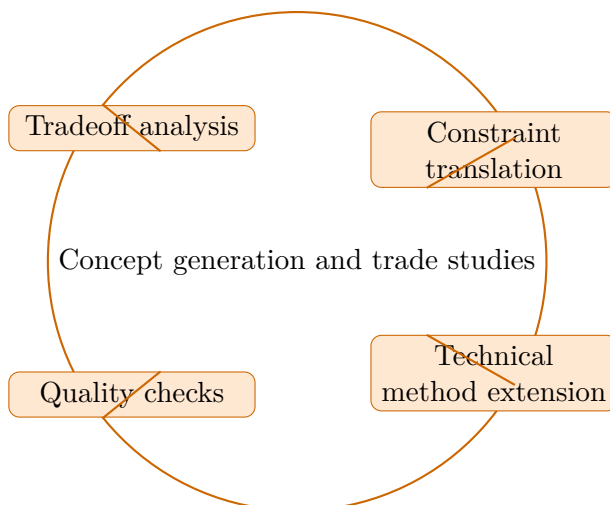 Tradeoff analysis
Constraint
translation
Concept generation and trade studies
Quality checks
Technical
method extension